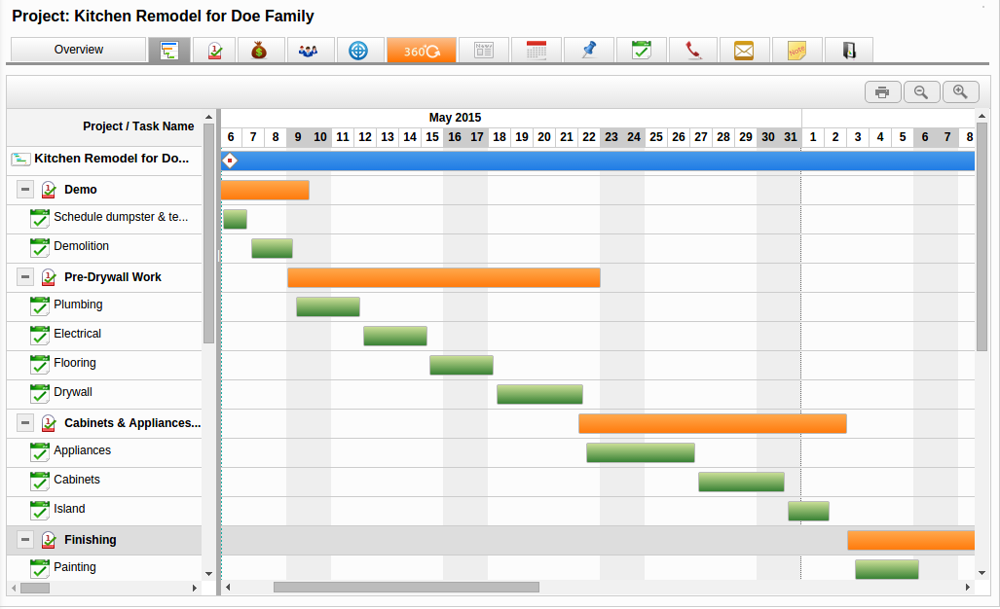 Project: Kitchen Remodel for Doe Family
Overview
360°
Note
Project / Task Name
May 2015
6 7 8 9 10 11 12 13 14 15 16 17 18 19 20 21 22 23 24 25 26 27 28 29 30 31 1 2 3 4 5 6 7 8
Kitchen Remodel for Do...
Demo
Schedule dumpster & te...
Demolition
Pre-Drywall Work
Plumbing
Electrical
Flooring
Drywall
Cabinets & Appliances...
Appliances
Cabinets
Island
Finishing
Painting